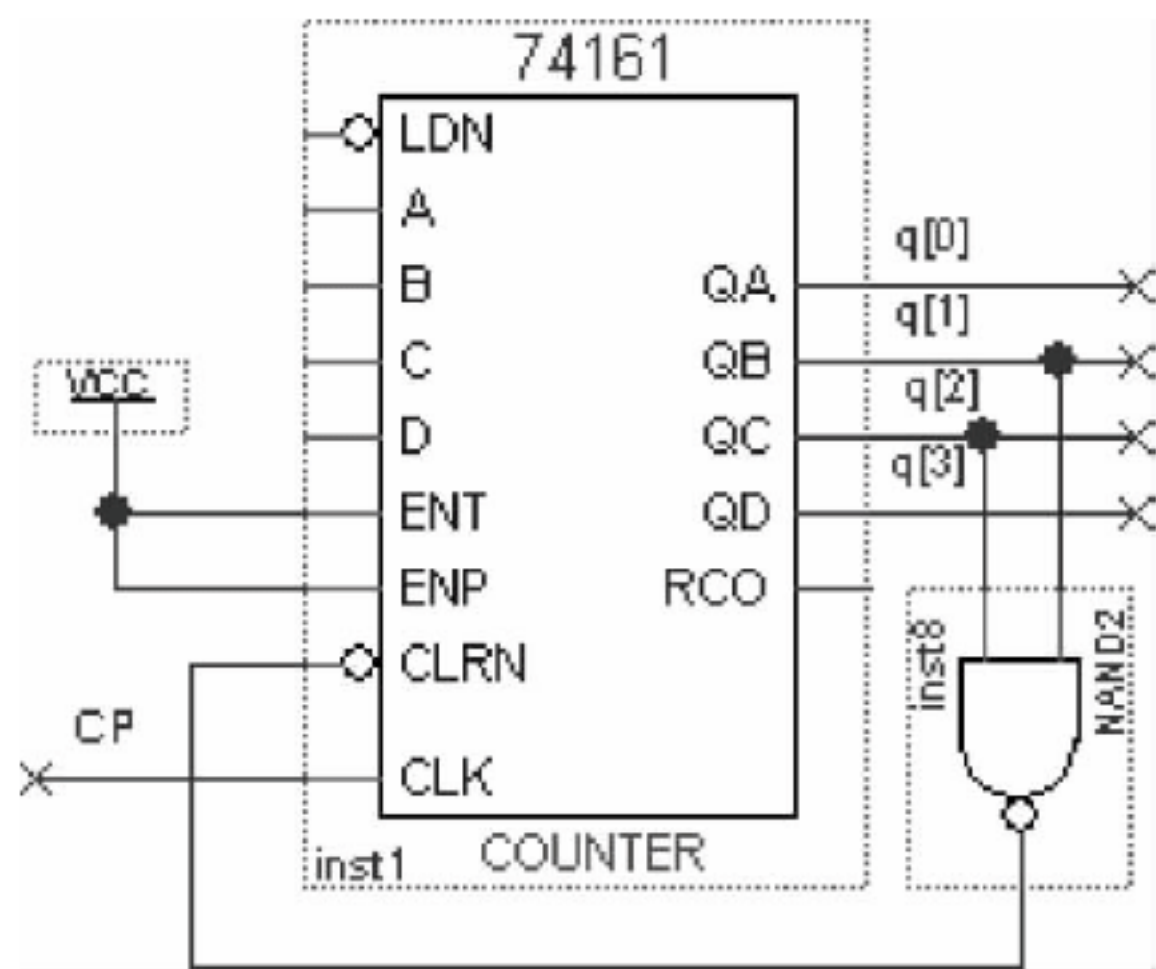 74161
LDN
A
B
C
D
ENT
ENP
CLRN
CLK
QA
QB
QC
QD
RCO
q[0]
q[1]
q[2]
q[3]
VCC
CP
inst1
COUNTER
inst8
NAND2